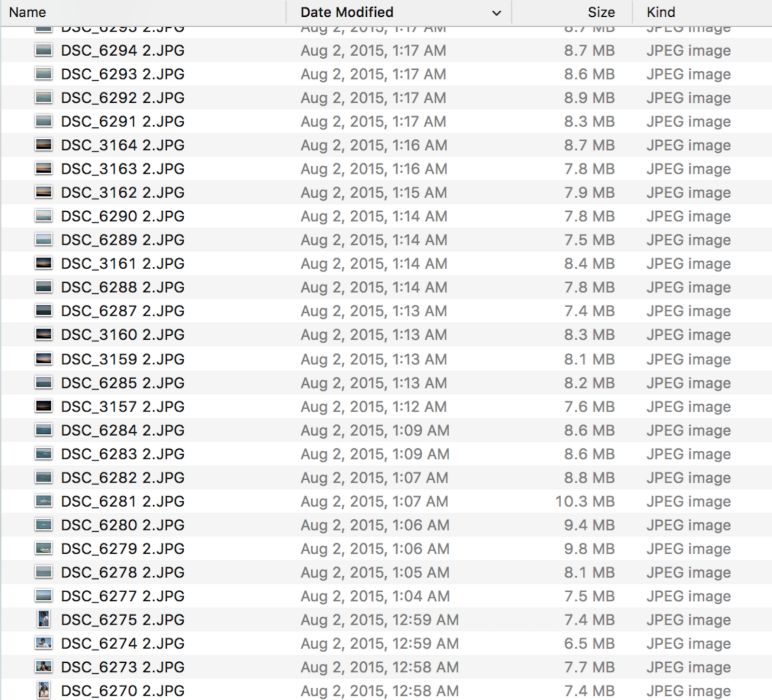 Name Date Modified Size Kind
DSC_6295 2.JPG Aug 2, 2015, 1:17 AM 8.7 MB JPEG image
DSC_6294 2.JPG Aug 2, 2015, 1:17 AM 8.7 MB JPEG image
DSC_6293 2.JPG Aug 2, 2015, 1:17 AM 8.6 MB JPEG image
DSC_6292 2.JPG Aug 2, 2015, 1:17 AM 8.9 MB JPEG image
DSC_6291 2.JPG Aug 2, 2015, 1:17 AM 8.3 MB JPEG image
DSC_3164 2.JPG Aug 2, 2015, 1:16 AM 8.7 MB JPEG image
DSC_3163 2.JPG Aug 2, 2015, 1:16 AM 7.8 MB JPEG image
DSC_3162 2.JPG Aug 2, 2015, 1:15 AM 7.9 MB JPEG image
DSC_6290 2.JPG Aug 2, 2015, 1:14 AM 7.8 MB JPEG image
DSC_6289 2.JPG Aug 2, 2015, 1:14 AM 7.5 MB JPEG image
DSC_3161 2.JPG Aug 2, 2015, 1:14 AM 8.4 MB JPEG image
DSC_6288 2.JPG Aug 2, 2015, 1:14 AM 7.8 MB JPEG image
DSC_6287 2.JPG Aug 2, 2015, 1:13 AM 7.4 MB JPEG image
DSC_3160 2.JPG Aug 2, 2015, 1:13 AM 8.3 MB JPEG image
DSC_3159 2.JPG Aug 2, 2015, 1:13 AM 8.1 MB JPEG image
DSC_6285 2.JPG Aug 2, 2015, 1:13 AM 8.2 MB JPEG image
DSC_3157 2.JPG Aug 2, 2015, 1:12 AM 7.6 MB JPEG image
DSC_6284 2.JPG Aug 2, 2015, 1:09 AM 8.6 MB JPEG image
DSC_6283 2.JPG Aug 2, 2015, 1:09 AM 8.6 MB JPEG image
DSC_6282 2.JPG Aug 2, 2015, 1:07 AM 8.8 MB JPEG image
DSC_6281 2.JPG Aug 2, 2015, 1:07 AM 10.3 MB JPEG image
DSC_6280 2.JPG Aug 2, 2015, 1:06 AM 9.4 MB JPEG image
DSC_6279 2.JPG Aug 2, 2015, 1:06 AM 9.8 MB JPEG image
DSC_6278 2.JPG Aug 2, 2015, 1:05 AM 8.1 MB JPEG image
DSC_6277 2.JPG Aug 2, 2015, 1:04 AM 7.5 MB JPEG image
DSC_6275 2.JPG Aug 2, 2015, 12:59 AM 7.4 MB JPEG image
DSC_6274 2.JPG Aug 2, 2015, 12:59 AM 6.5 MB JPEG image
DSC_6273 2.JPG Aug 2, 2015, 12:58 AM 7.7 MB JPEG image
DSC_6270 2.JPG Aug 2, 2015, 12:58 AM 7.4 MB JPEG image